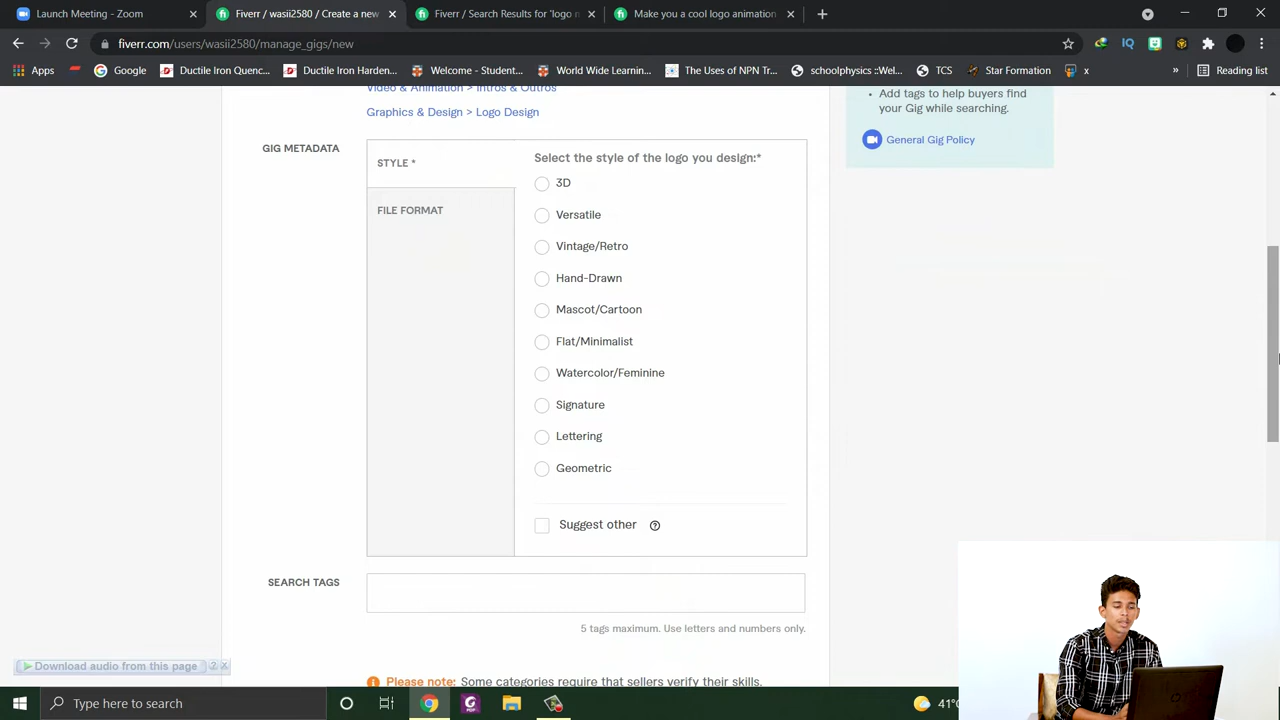 Launch Meeting - Zoom
Fiverr / wasii2580 / Create a new
Fiverr / Search Results for 'logo n
Make you a cool logo animation
fiverr.com/users/wasii2580/manage_gigs/new
Apps
Google
Ductile Iron Quenc...
Ductile Iron Harden...
Welcome - Student...
World Wide Learnin...
The Uses of NPN Tr...
schoolphysics ::Wel...
TCS
Star Formation
x
»
Reading list
Video & Animation > Intros & Outros
Graphics & Design > Logo Design
• Add tags to help buyers find
your Gig while searching.
General Gig Policy
GIG METADATA
STYLE *
FILE FORMAT
Select the style of the logo you design:*
3D
Versatile
Vintage/Retro
Hand-Drawn
Mascot/Cartoon
Flat/Minimalist
Watercolor/Feminine
Signature
Lettering
Geometric
Suggest other
SEARCH TAGS
5 tags maximum. Use letters and numbers only.
Please note: Some categories require that sellers verify their skills.
Download audio from this page
Type here to search